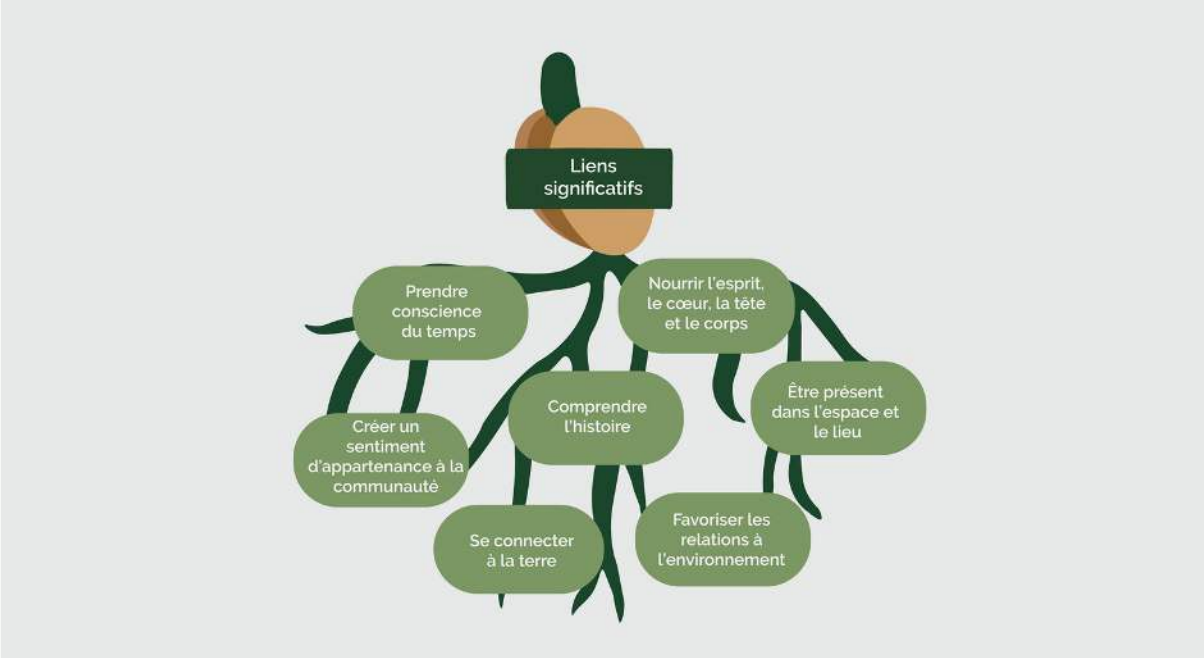 Liens
significatifs
Prendre
conscience
du temps
Nourrir l'esprit,
le cœur, la tête
et le corps
Créer un
sentiment
d'appartenance à la
communauté
Comprendre
l'histoire
Être présent
dans l'espace et
le lieu
Se connecter
à la terre
Favoriser les
relations à
l'environnement